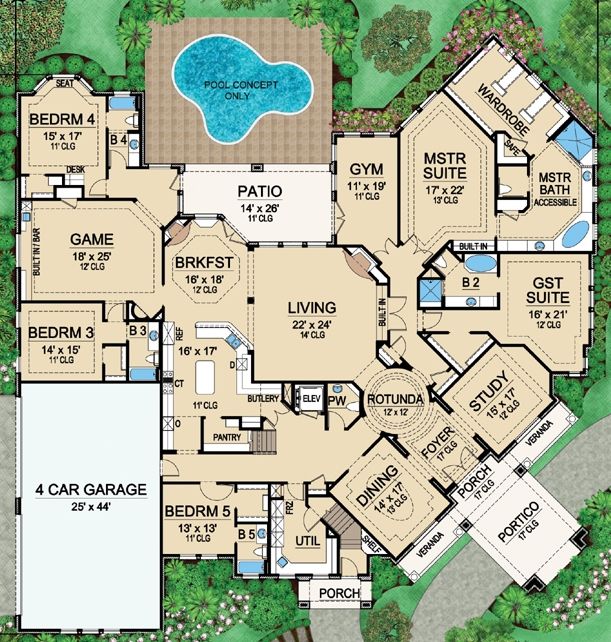 SEAT
BEDRM 4
15' x 17'
11' CLG
B 4
DESK
POOL CONCEPT
ONLY
WARDROBE
SAFE
MSTR
SUITE
17' x 22'
13' CLG
MSTR
BATH
ACCESSIBLE
GYM
11' x 19'
11' CLG
PATIO
14' x 26'
11' CLG
BUILT IN/ BAR
GAME
18' x 25'
12' CLG
BRKFST
16' x 18'
12' CLG
BUILT IN
B 2
GST
SUITE
16' x 21'
12' CLG
LIVING
22' x 24'
14' CLG
BUILT IN
BEDRM 3
14' x 15'
11' CLG
B 3
REF
16' x 17'
D
CT
11' CLG
O
BUTLERY
PANTRY
ELEV
PW
ROTUNDA
12' x 12'
STUDY
15' x 17'
12' CLG
FOYER
17' CLG
VERANDA
4 CAR GARAGE
25' x 44'
BEDRM 5
13' x 13'
11' CLG
B 5
FRZ
UTIL
DINING
14' x 17'
13' CLG
SHELF
PORCH
17' CLG
VERANDA
PORTICO
17' CLG
PORCH